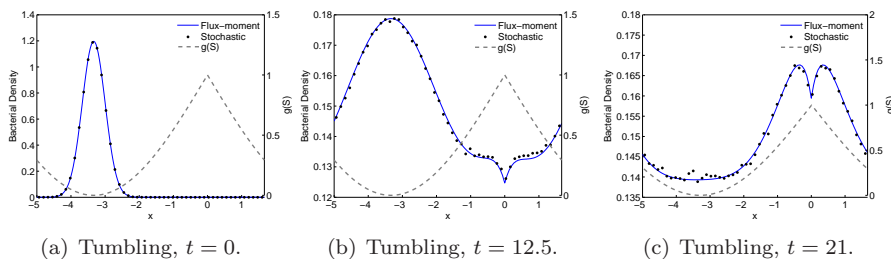 1.4
1.2
1
0.8
0.6
0.4
0.2
0
−5 −4 −3 −2 −1 0 1
x
Bacterial Density
1.5
1
0.5
0
g(S)
Flux−moment
Stochastic
g(S)
(a) Tumbling, t = 0.
0.18
0.17
0.16
0.15
0.14
0.13
0.12
−5 −4 −3 −2 −1 0 1
x
Bacterial Density
1.5
1
0.5
0
g(S)
Flux−moment
Stochastic
g(S)
(b) Tumbling, t = 12.5.
0.18
0.175
0.17
0.165
0.16
0.155
0.15
0.145
0.14
0.135
−5 −4 −3 −2 −1 0 1
x
Bacterial Density
2
1.5
1
0.5
0
g(S)
Flux−moment
Stochastic
g(S)
(c) Tumbling, t = 21.